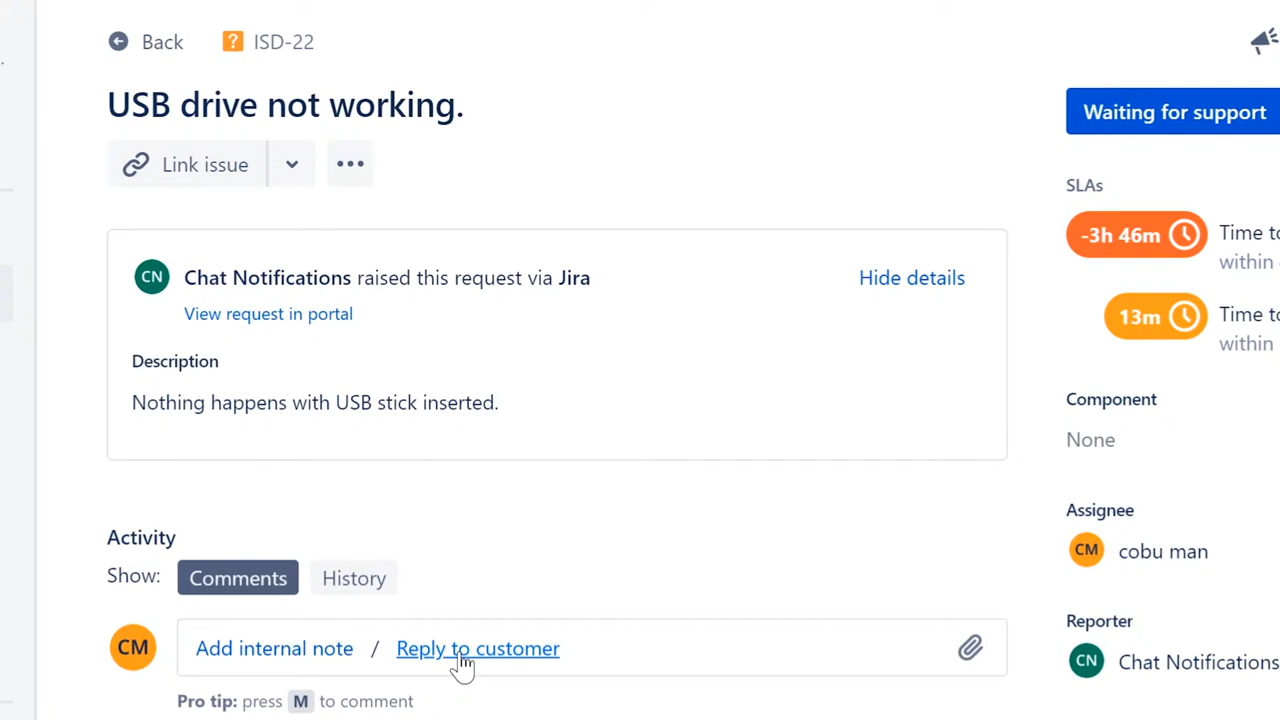 Back
? ISD-22
USB drive not working.
Link issue
Waiting for support
SLAs
CN
Chat Notifications raised this request via Jira
Hide details
View request in portal
Description
Nothing happens with USB stick inserted.
-3h 46m
Time to
within
13m
Time to
within
Component
None
Assignee
CM cobu man
Reporter
CN Chat Notifications
Activity
Show: Comments History
CM
Add internal note / Reply to customer
Pro tip: press M to comment